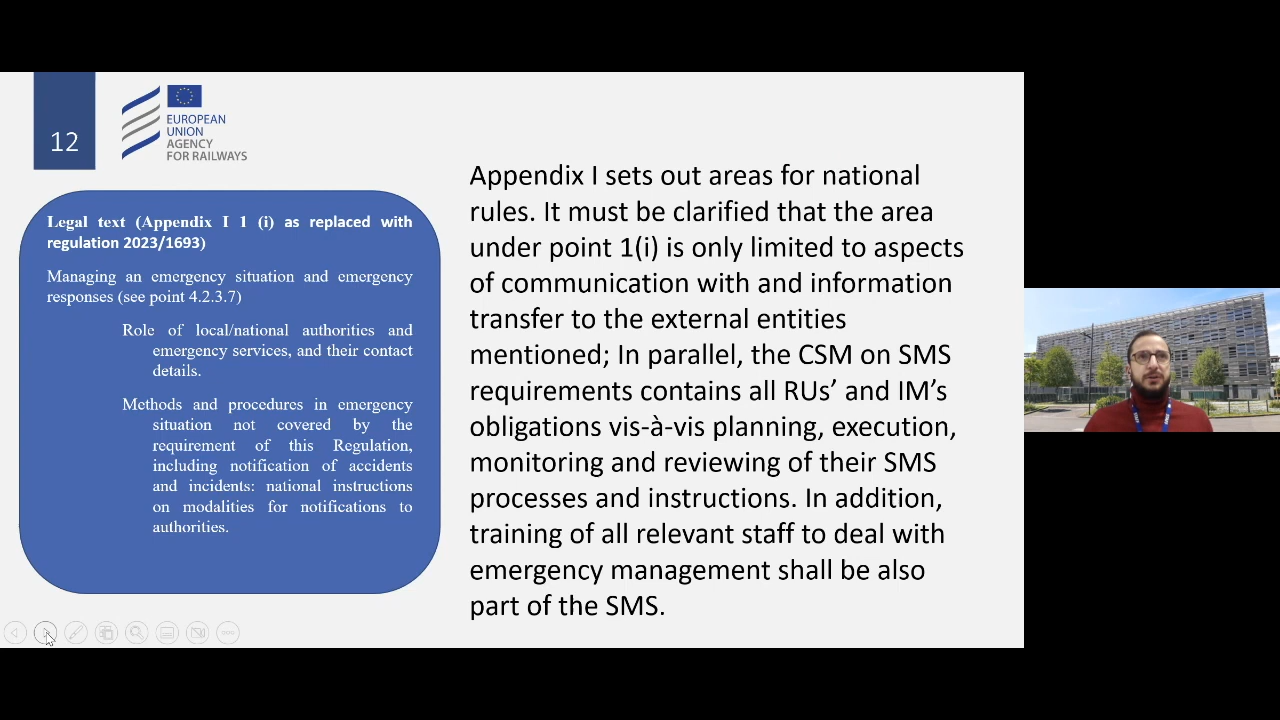 12
EUROPEAN
UNION
AGENCY
FOR RAILWAYS
Legal text (Appendix I 1 (i) as replaced with
regulation 2023/1693)
Managing an emergency situation and emergency
responses (see point 4.2.3.7)
Role of local/national authorities and
emergency services, and their contact
details.
Methods and procedures in emergency
situation not covered by the
requirement of this Regulation,
including notification of accidents
and incidents: national instructions
on modalities for notifications to
authorities.
Appendix I sets out areas for national
rules. It must be clarified that the area
under point 1(i) is only limited to aspects
of communication with and information
transfer to the external entities
mentioned; In parallel, the CSM on SMS
requirements contains all RUs’ and IM’s
obligations vis-à-vis planning, execution,
monitoring and reviewing of their SMS
processes and instructions. In addition,
training of all relevant staff to deal with
emergency management shall be also
part of the SMS.